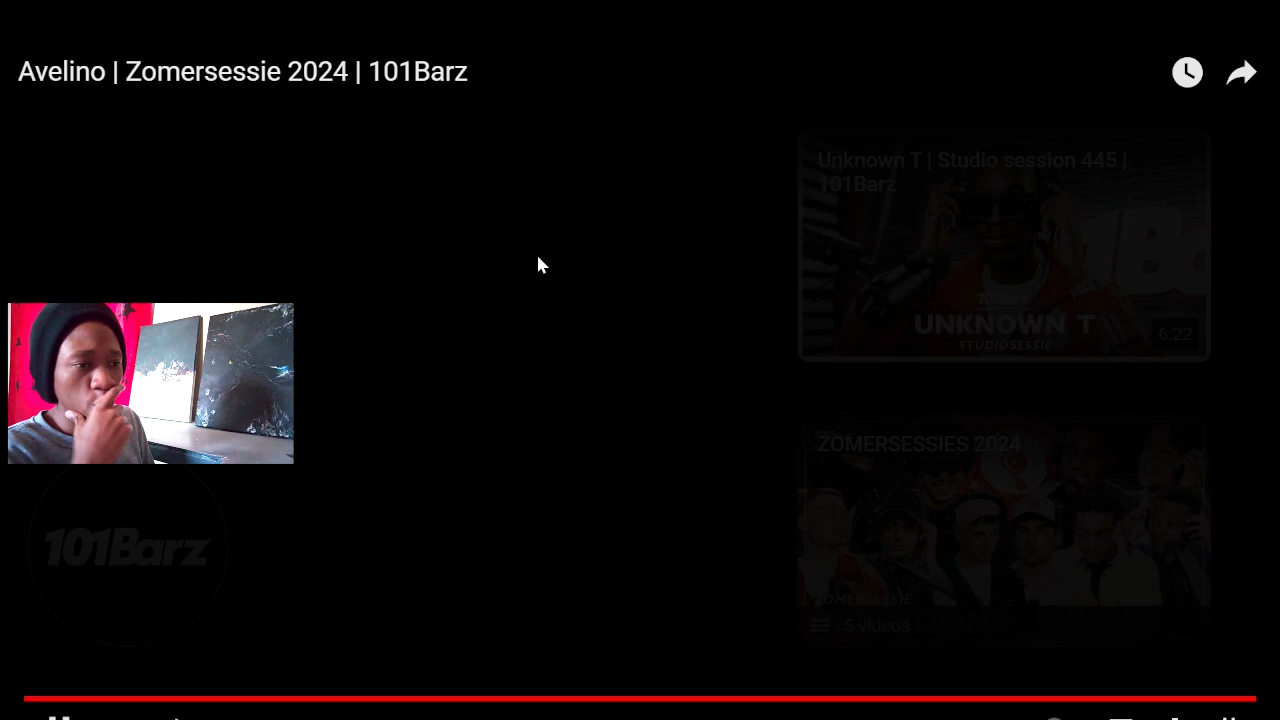 Avelino | Zomersessie 2024 | 101Barz
Unknown T | Studio session 445 |
101Barz
UNKNOWN T
STUDIOSESSIE
6:22
ZOMERSESSIES 2024
101Barz
ZOMERSESSIE
5 videos